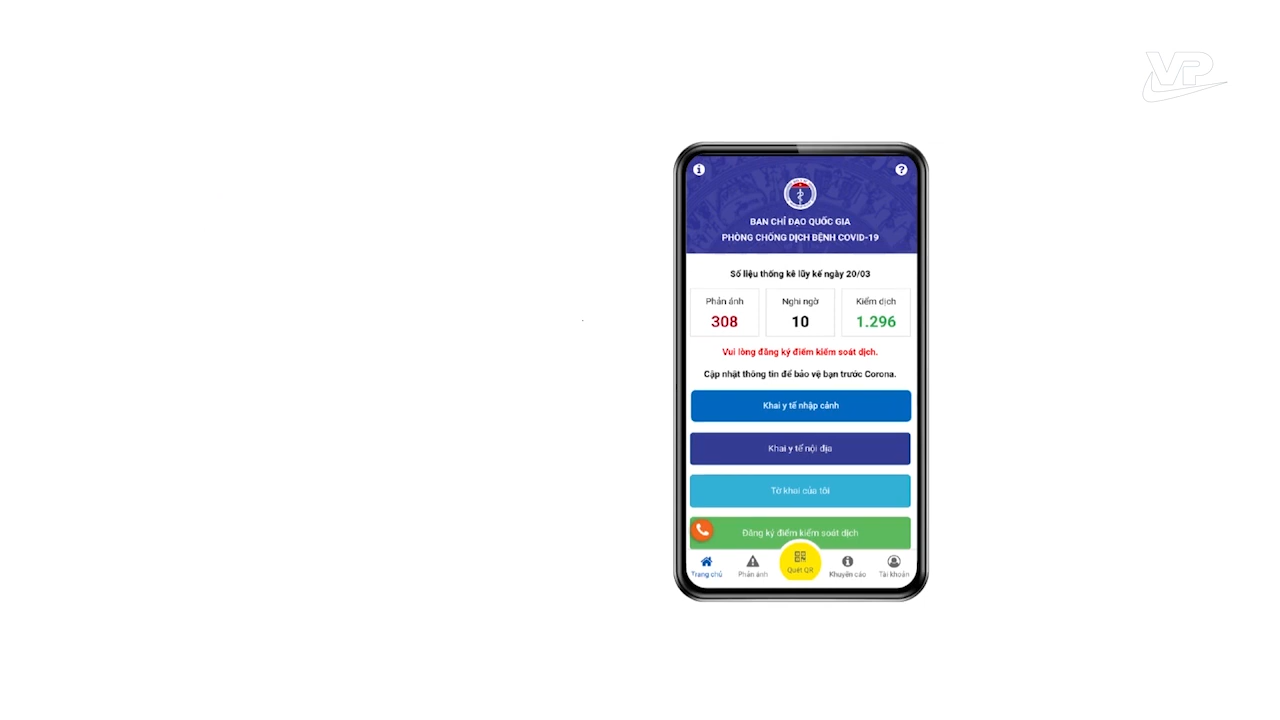 VP
BAN CHỈ ĐẠO QUỐC GIA
PHÒNG CHỐNG DỊCH BỆNH COVID-19
Số liệu thống kê lũy kế ngày 20/03
Phản ánh
308
Nghi ngờ
10
Kiểm dịch
1.296
Vui lòng đăng ký điểm kiểm soát dịch.
Cập nhật thông tin để bảo vệ bạn trước Corona.
Khai y tế nhập cảnh
Khai y tế nội địa
Tờ khai của tôi
Đăng ký điểm kiểm soát dịch
Trang chủ
Phản ánh
Quét QR
Khuyến cáo
Tài khoản